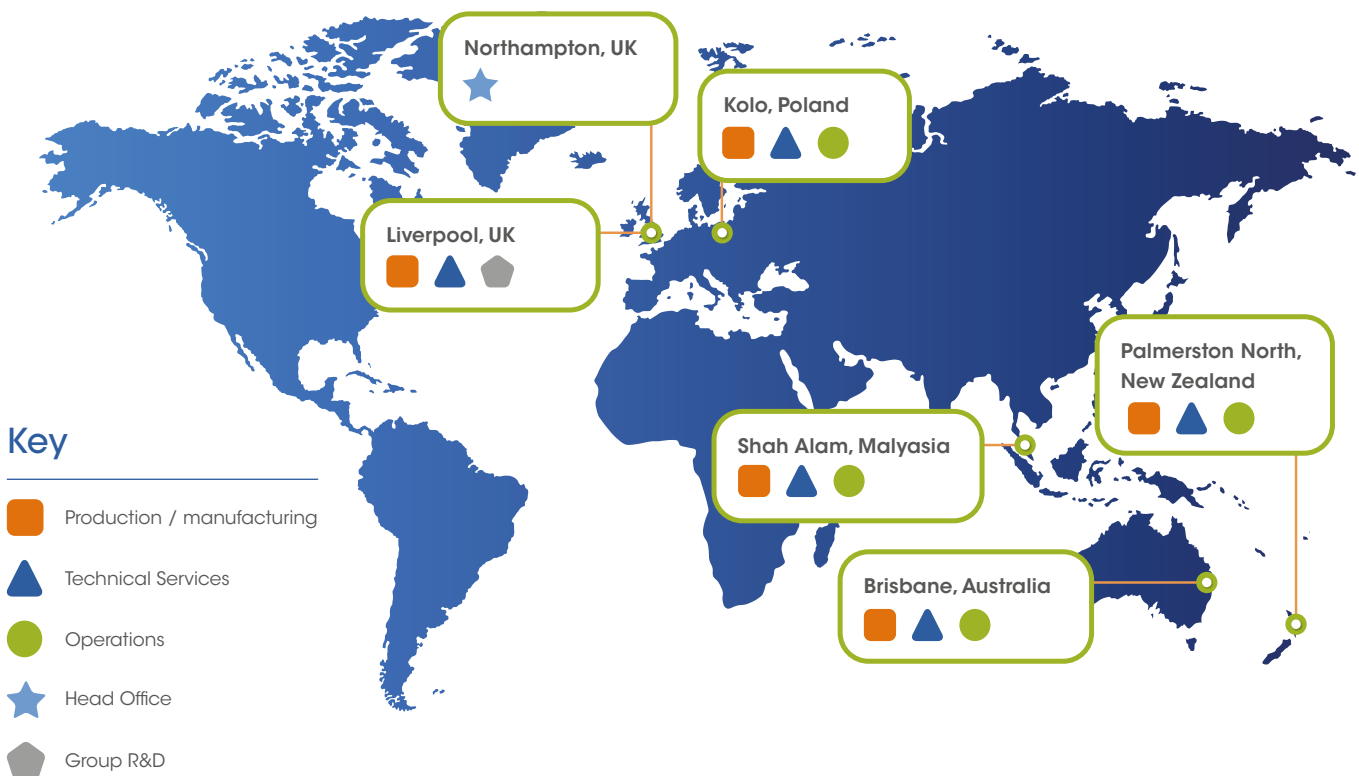 Northampton, UK
Kolo, Poland
Liverpool, UK
Palmerston North,
New Zealand
Shah Alam, Malyasia
Brisbane, Australia
Key
Production / manufacturing
Technical Services
Operations
Head Office
Group R&D